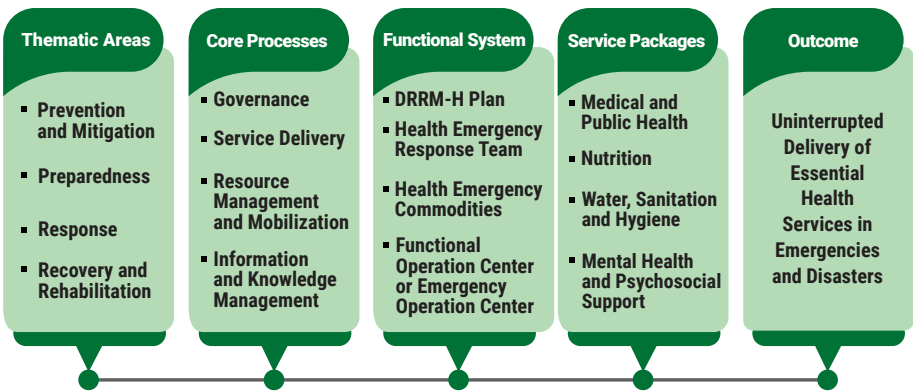 Thematic Areas
▪ Prevention
and Mitigation
▪ Preparedness
▪ Response
▪ Recovery and
Rehabilitation
Core Processes
▪ Governance
▪ Service Delivery
▪ Resource
Management
and Mobilization
▪ Information
and Knowledge
Management
Functional System
▪ DRRM-H Plan
▪ Health Emergency
Response Team
▪ Health Emergency
Commodities
▪ Functional
Operation Center
or Emergency
Operation Center
Service Packages
▪ Medical and
Public Health
▪ Nutrition
▪ Water, Sanitation
and Hygiene
▪ Mental Health
and Psychosocial
Support
Outcome
Uninterrupted
Delivery of
Essential
Health
Services in
Emergencies
and Disasters